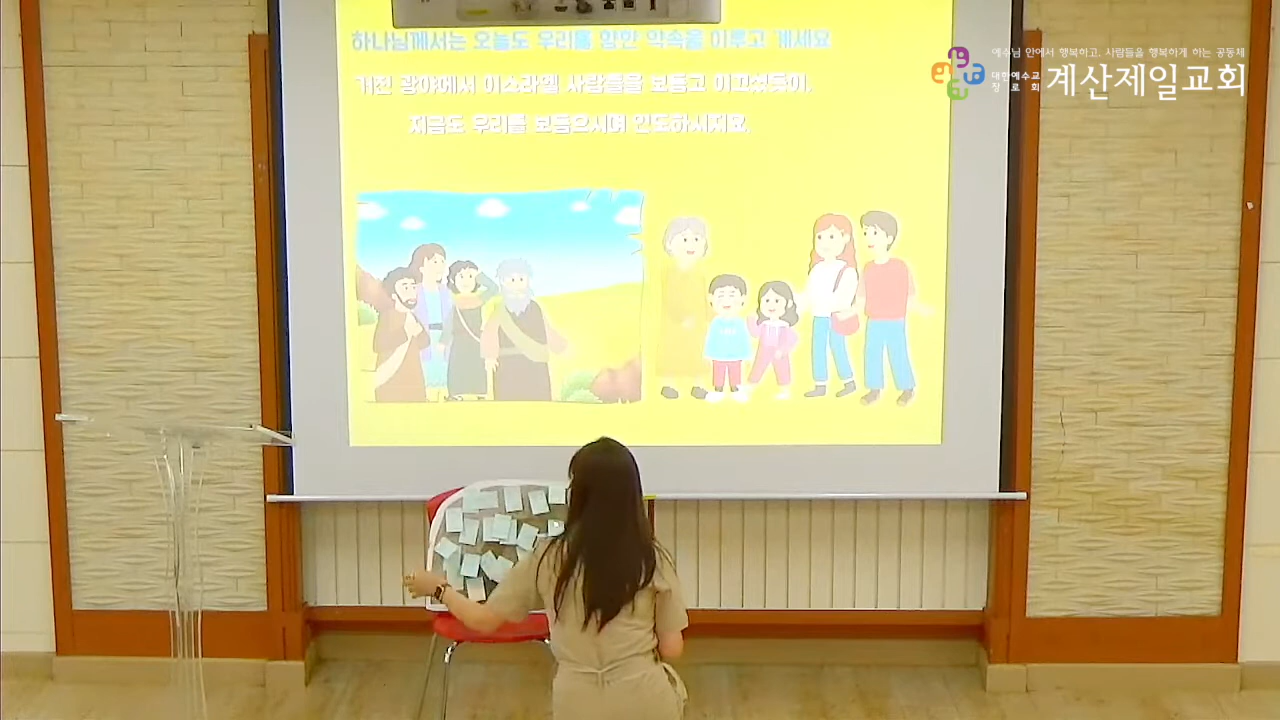 하나님께서는 오늘도 우리를 향한 약속을 이루고 계세요
거친 광야에서 이스라엘 사람들을 보듬고 이끄셨듯이,
지금도 우리를 보듬으시며 인도하시지요.
예수님 안에서 행복하고, 사람들을 행복하게 하는 공동체
대한예수교
장로회
계산제일교회